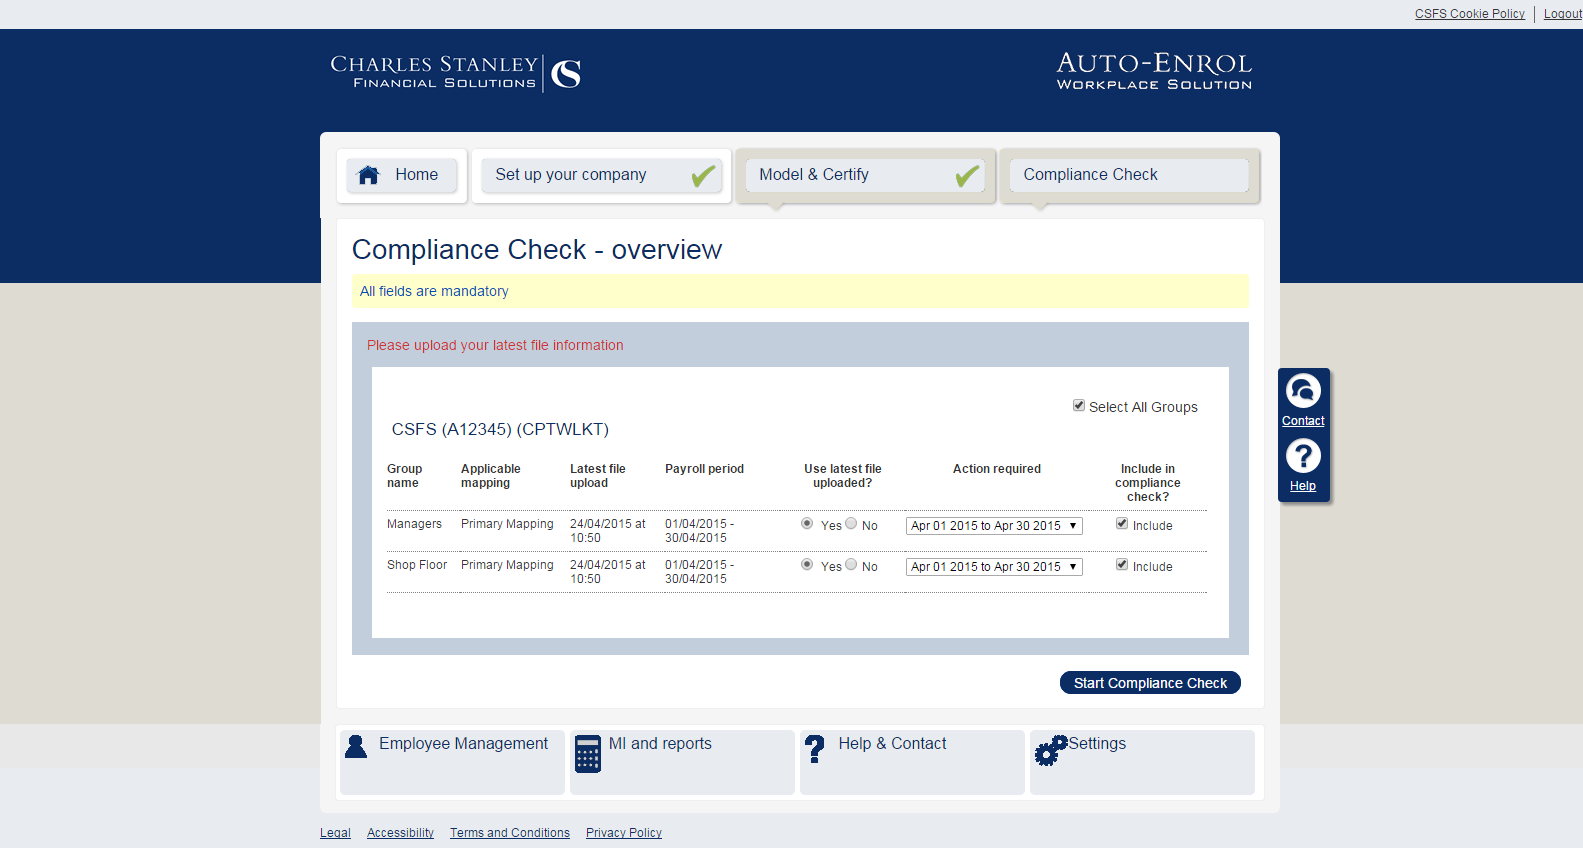 CSFS Cookie Policy Logout
CHARLES STANLEY
FINANCIAL SOLUTIONS
AUTO-ENROL
WORKPLACE SOLUTION
Home
Set up your company
Model & Certify
Compliance Check
Compliance Check - overview
All fields are mandatory
Please upload your latest file information
Select All Groups
CSFS (A12345) (CPTWLKT)
Group name Applicable mapping Latest file upload Payroll period Use latest file uploaded? Action required Include in compliance check?
Managers Primary Mapping 24/04/2015 at 10:50 01/04/2015 - 30/04/2015 Yes No Apr 01 2015 to Apr 30 2015 Include
Shop Floor Primary Mapping 24/04/2015 at 10:50 01/04/2015 - 30/04/2015 Yes No Apr 01 2015 to Apr 30 2015 Include
Start Compliance Check
Contact
Help
Employee Management
MI and reports
Help & Contact
Settings
Legal Accessibility Terms and Conditions Privacy Policy